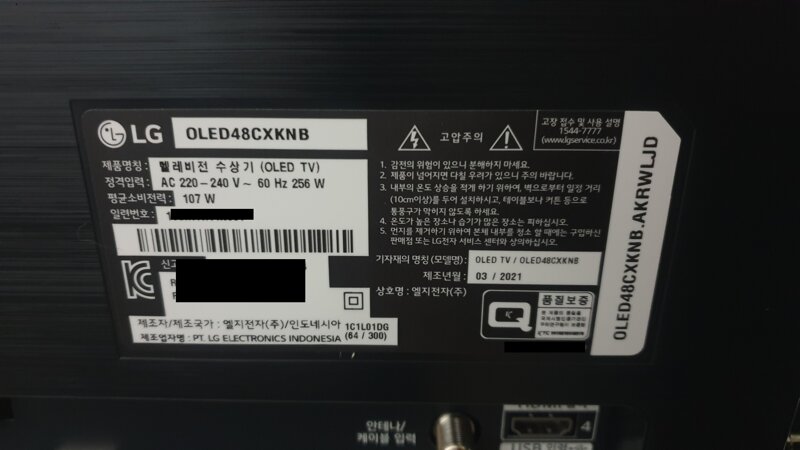 LG
OLED48CXKNB
제품명칭: 텔레비전 수상기 (OLED TV)
정격입력: AC 220-240 V ~ 60 Hz 256 W
평균소비전력: 107 W
일련번호: 1
신고
제조자/제조국가 : 엘지전자(주)/인도네시아
1C1L01DG
제조업자명 : PT. LG ELECTRONICS INDONESIA
(64 / 300)
고압주의
고장 접수 및 사용 설명
1544-7777
(www.lgservice.co.kr)
1. 감전의 위험이 있으니 분해하지 마세요.
2. 제품이 넘어지면 다칠 우려가 있으니 주의 바랍니다.
3. 내부의 온도 상승을 적게 하기 위하여, 벽으로부터 일정 거리
(10cm이상)를 두어 설치하시고, 테이블보나 커튼 등으로
통풍구가 막히지 않도록 하세요.
4. 온도가 높은 장소나 습기가 많은 장소는 피하십시오.
5. 먼지를 제거하기 위하여 본체 내부를 청소 할 때에는 구입하신
판매점 또는 LG전자 서비스 센터와 상의하십시오.
기자재의 명칭(모델명): OLED TV / OLED48CXKNB
제조년월 : 03 / 2021
상호명 : 엘지전자(주)
Q
품질보증
OLED48CXKNB.AKRWLJD
안테나/
케이블 입력
4